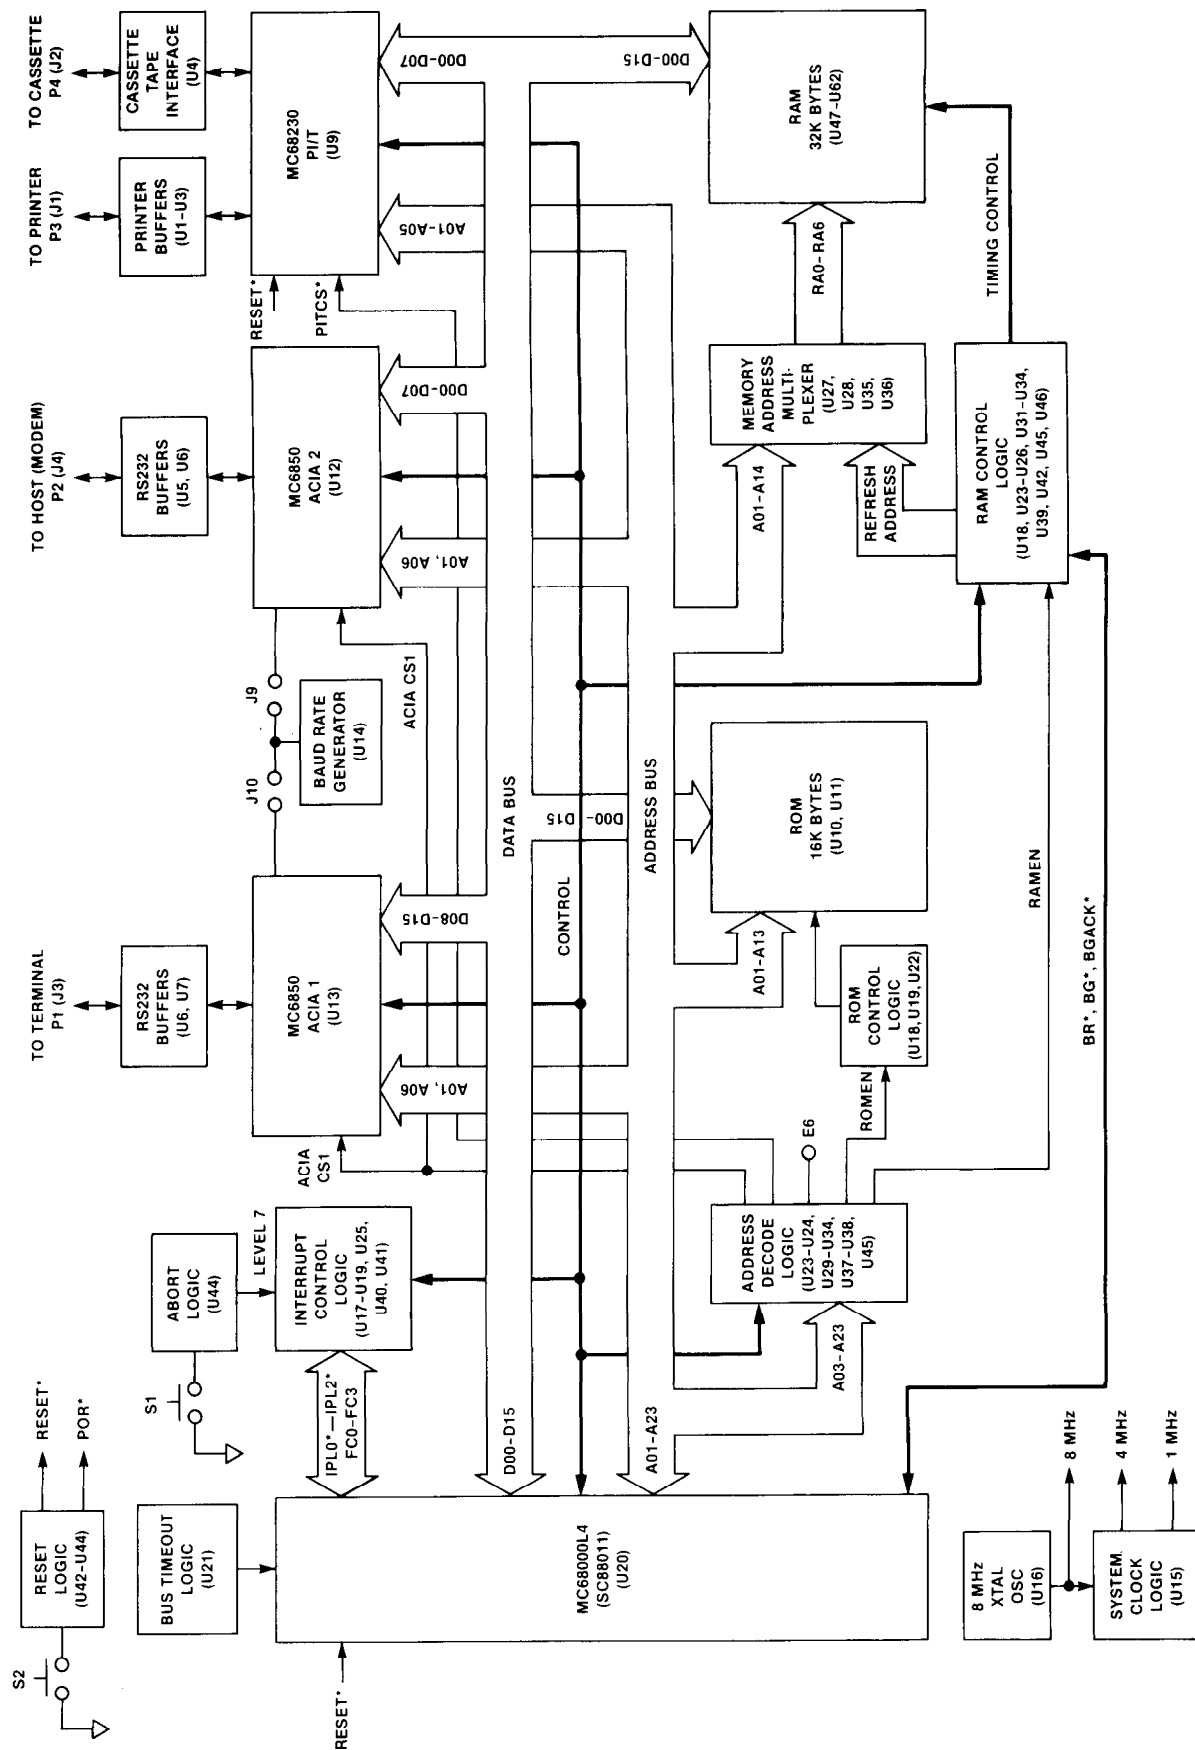 S2
RESET
LOGIC
(U42-U44)
RESET*
POR*
BUS TIMEOUT
LOGIC
(U21)
S1
ABORT
LOGIC
(U44)
LEVEL 7
INTERRUPT
CONTROL
LOGIC
(U17-U19, U25,
U40, U41)
IPL0*—IPL2*
FC0-FC3
RESET*
MC68000L4
(SC88011)
(U20)
8 MHz
XTAL
OSC
(U16)
SYSTEM
CLOCK
LOGIC
(U15)
8 MHz
4 MHz
1 MHz
TO TERMINAL
P1 (J3)
RS232
BUFFERS
(U6, U7)
MC6850
ACIA 1
(U13)
ACIA
CS1
A01, A06
D08-D15
J10
J9
BAUD RATE
GENERATOR
(U14)
ACIA CS1
TO HOST (MODEM)
P2 (J4)
RS232
BUFFERS
(U5, U6)
MC6850
ACIA 2
(U12)
A01, A06
D00-D07
TO PRINTER
P3 (J1)
PRINTER
BUFFERS
(U1-U3)
TO CASSETTE
P4 (J2)
CASSETTE
TAPE
INTERFACE
(U4)
MC68230
PI/T
(U9)
RESET*
PITCS*
A01-A05
D00-D07
D00-D15
D00-D15
DATA BUS
CONTROL
A01-A23
ADDRESS BUS
D00-
D15
ADDRESS
DECODE
LOGIC
(U23-U24,
U29-U34,
U37-U38,
U45)
A03-A23
E6
ROMEN
ROM
CONTROL
LOGIC
(U18, U19, U22)
A01-A13
ROM
16K BYTES
(U10, U11)
A01-A14
MEMORY
ADDRESS
MULTI-
PLEXER
(U27,
U28,
U35,
U36)
RA0-RA6
RAM
32K BYTES
(U47-U62)
REFRESH
ADDRESS
RAM CONTROL
LOGIC
(U18, U23-U26, U31-U34,
U39, U42, U45, U46)
TIMING CONTROL
RAMEN
BR*, BG*, BGACK*